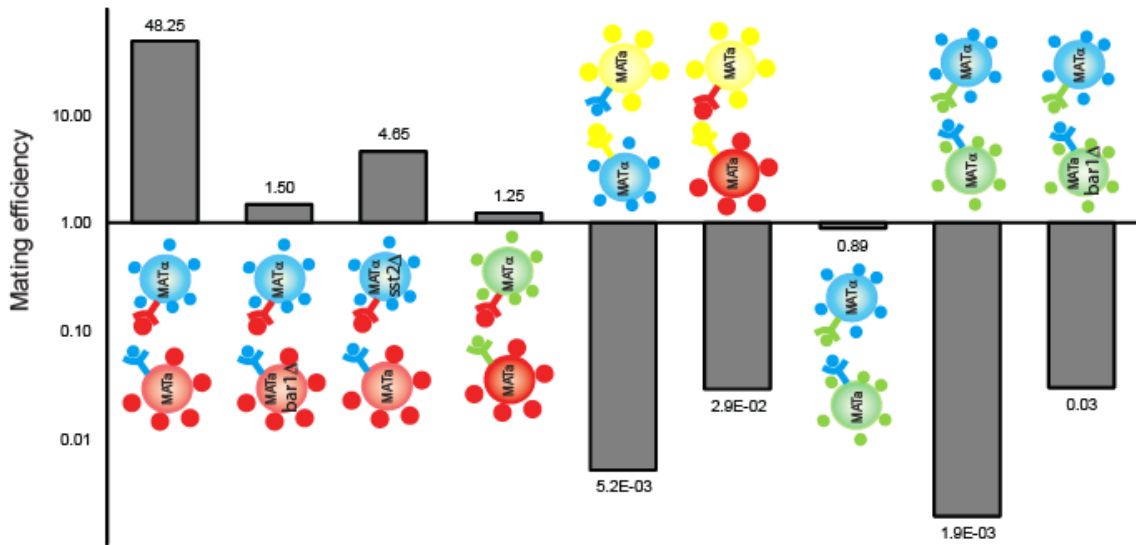 Mating efficiency
10.00
1.00
0.10
0.01
48.25
1.50
4.65
1.25
5.2E-03
2.9E-02
0.89
1.9E-03
0.03
MATα
MATa
MATα
MATa
bar1Δ
MATα
sst2Δ
MATa
MATα
MATa
MATa
MATα
MATa
MATa
MATα
MATa
MATα
MATα
MATα
MATa
bar1Δ